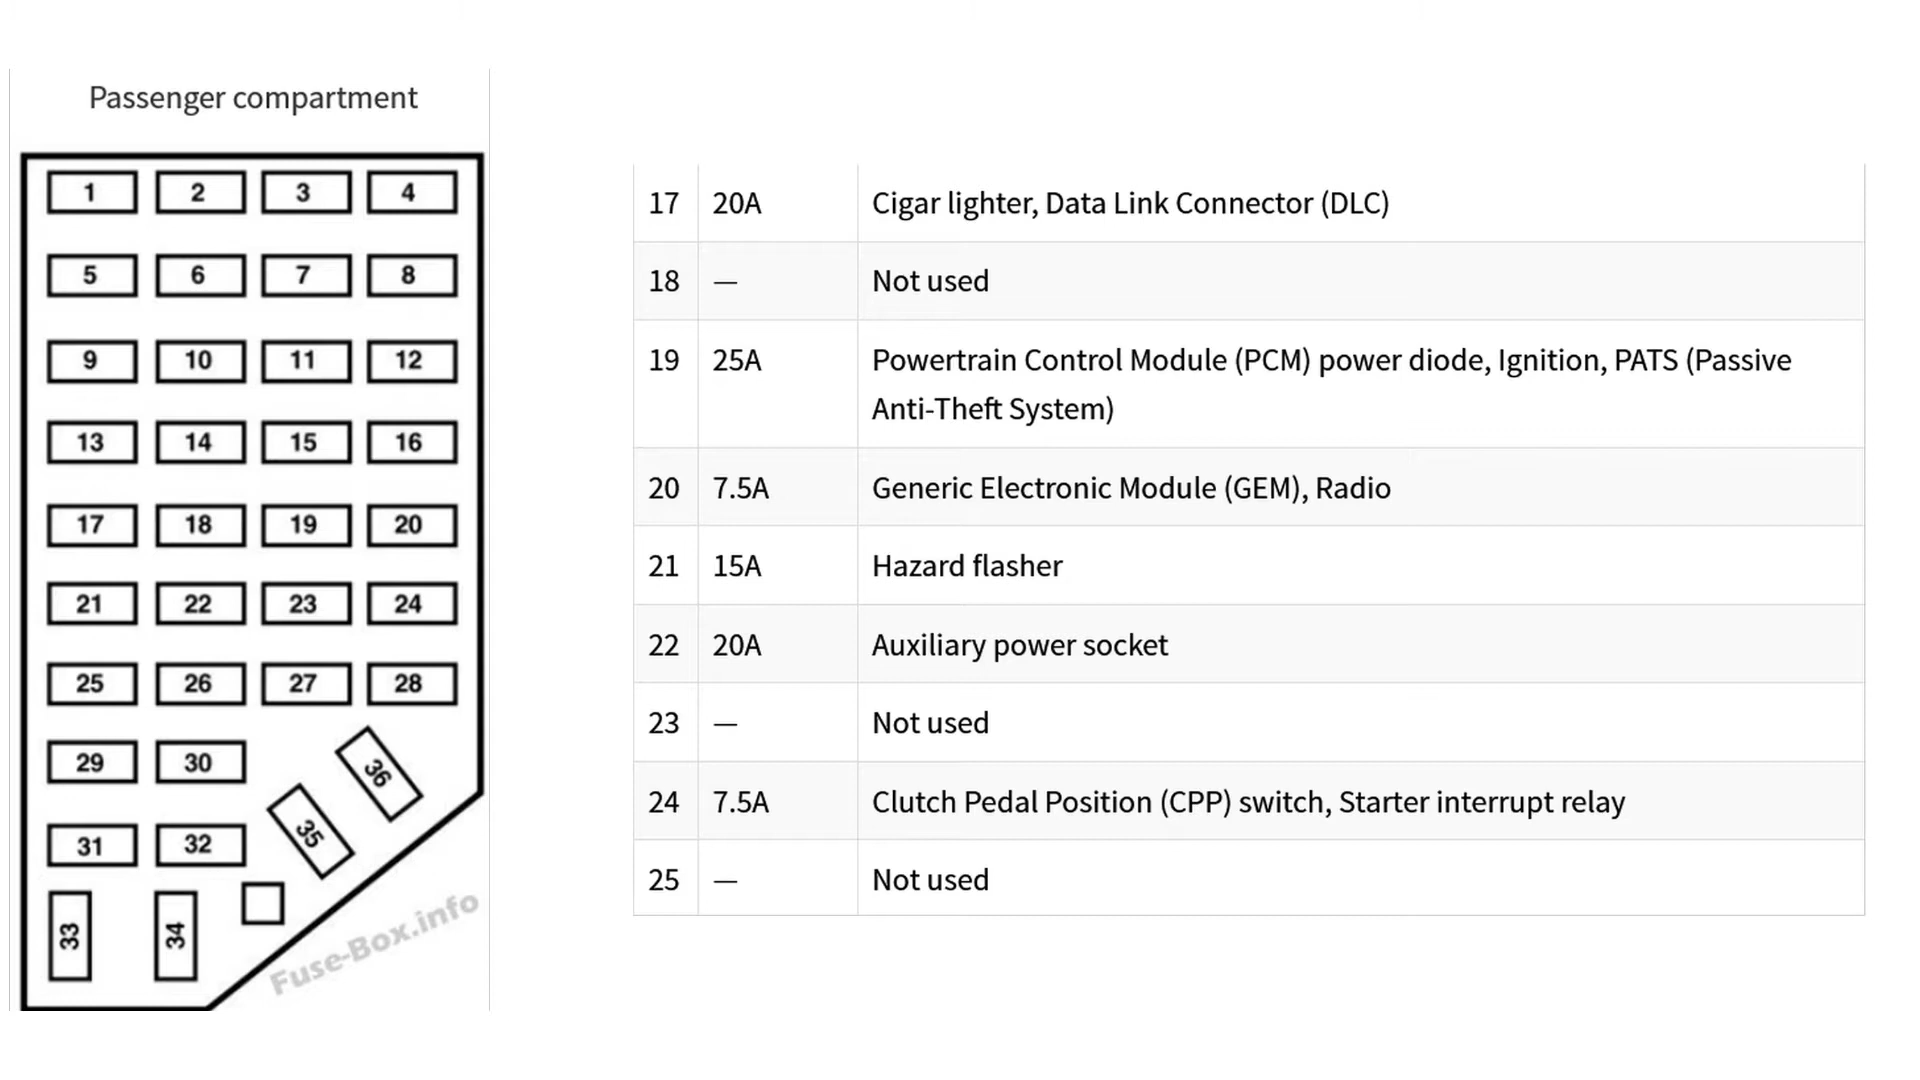 Passenger compartment
1 2 3 4
5 6 7 8
9 10 11 12
13 14 15 16
17 18 19 20
21 22 23 24
25 26 27 28
29 30 36
31 32 35
33 34
Fuse-Box.info
17 20A Cigar lighter, Data Link Connector (DLC)
18 — Not used
19 25A Powertrain Control Module (PCM) power diode, Ignition, PATS (Passive
Anti-Theft System)
20 7.5A Generic Electronic Module (GEM), Radio
21 15A Hazard flasher
22 20A Auxiliary power socket
23 — Not used
24 7.5A Clutch Pedal Position (CPP) switch, Starter interrupt relay
25 — Not used